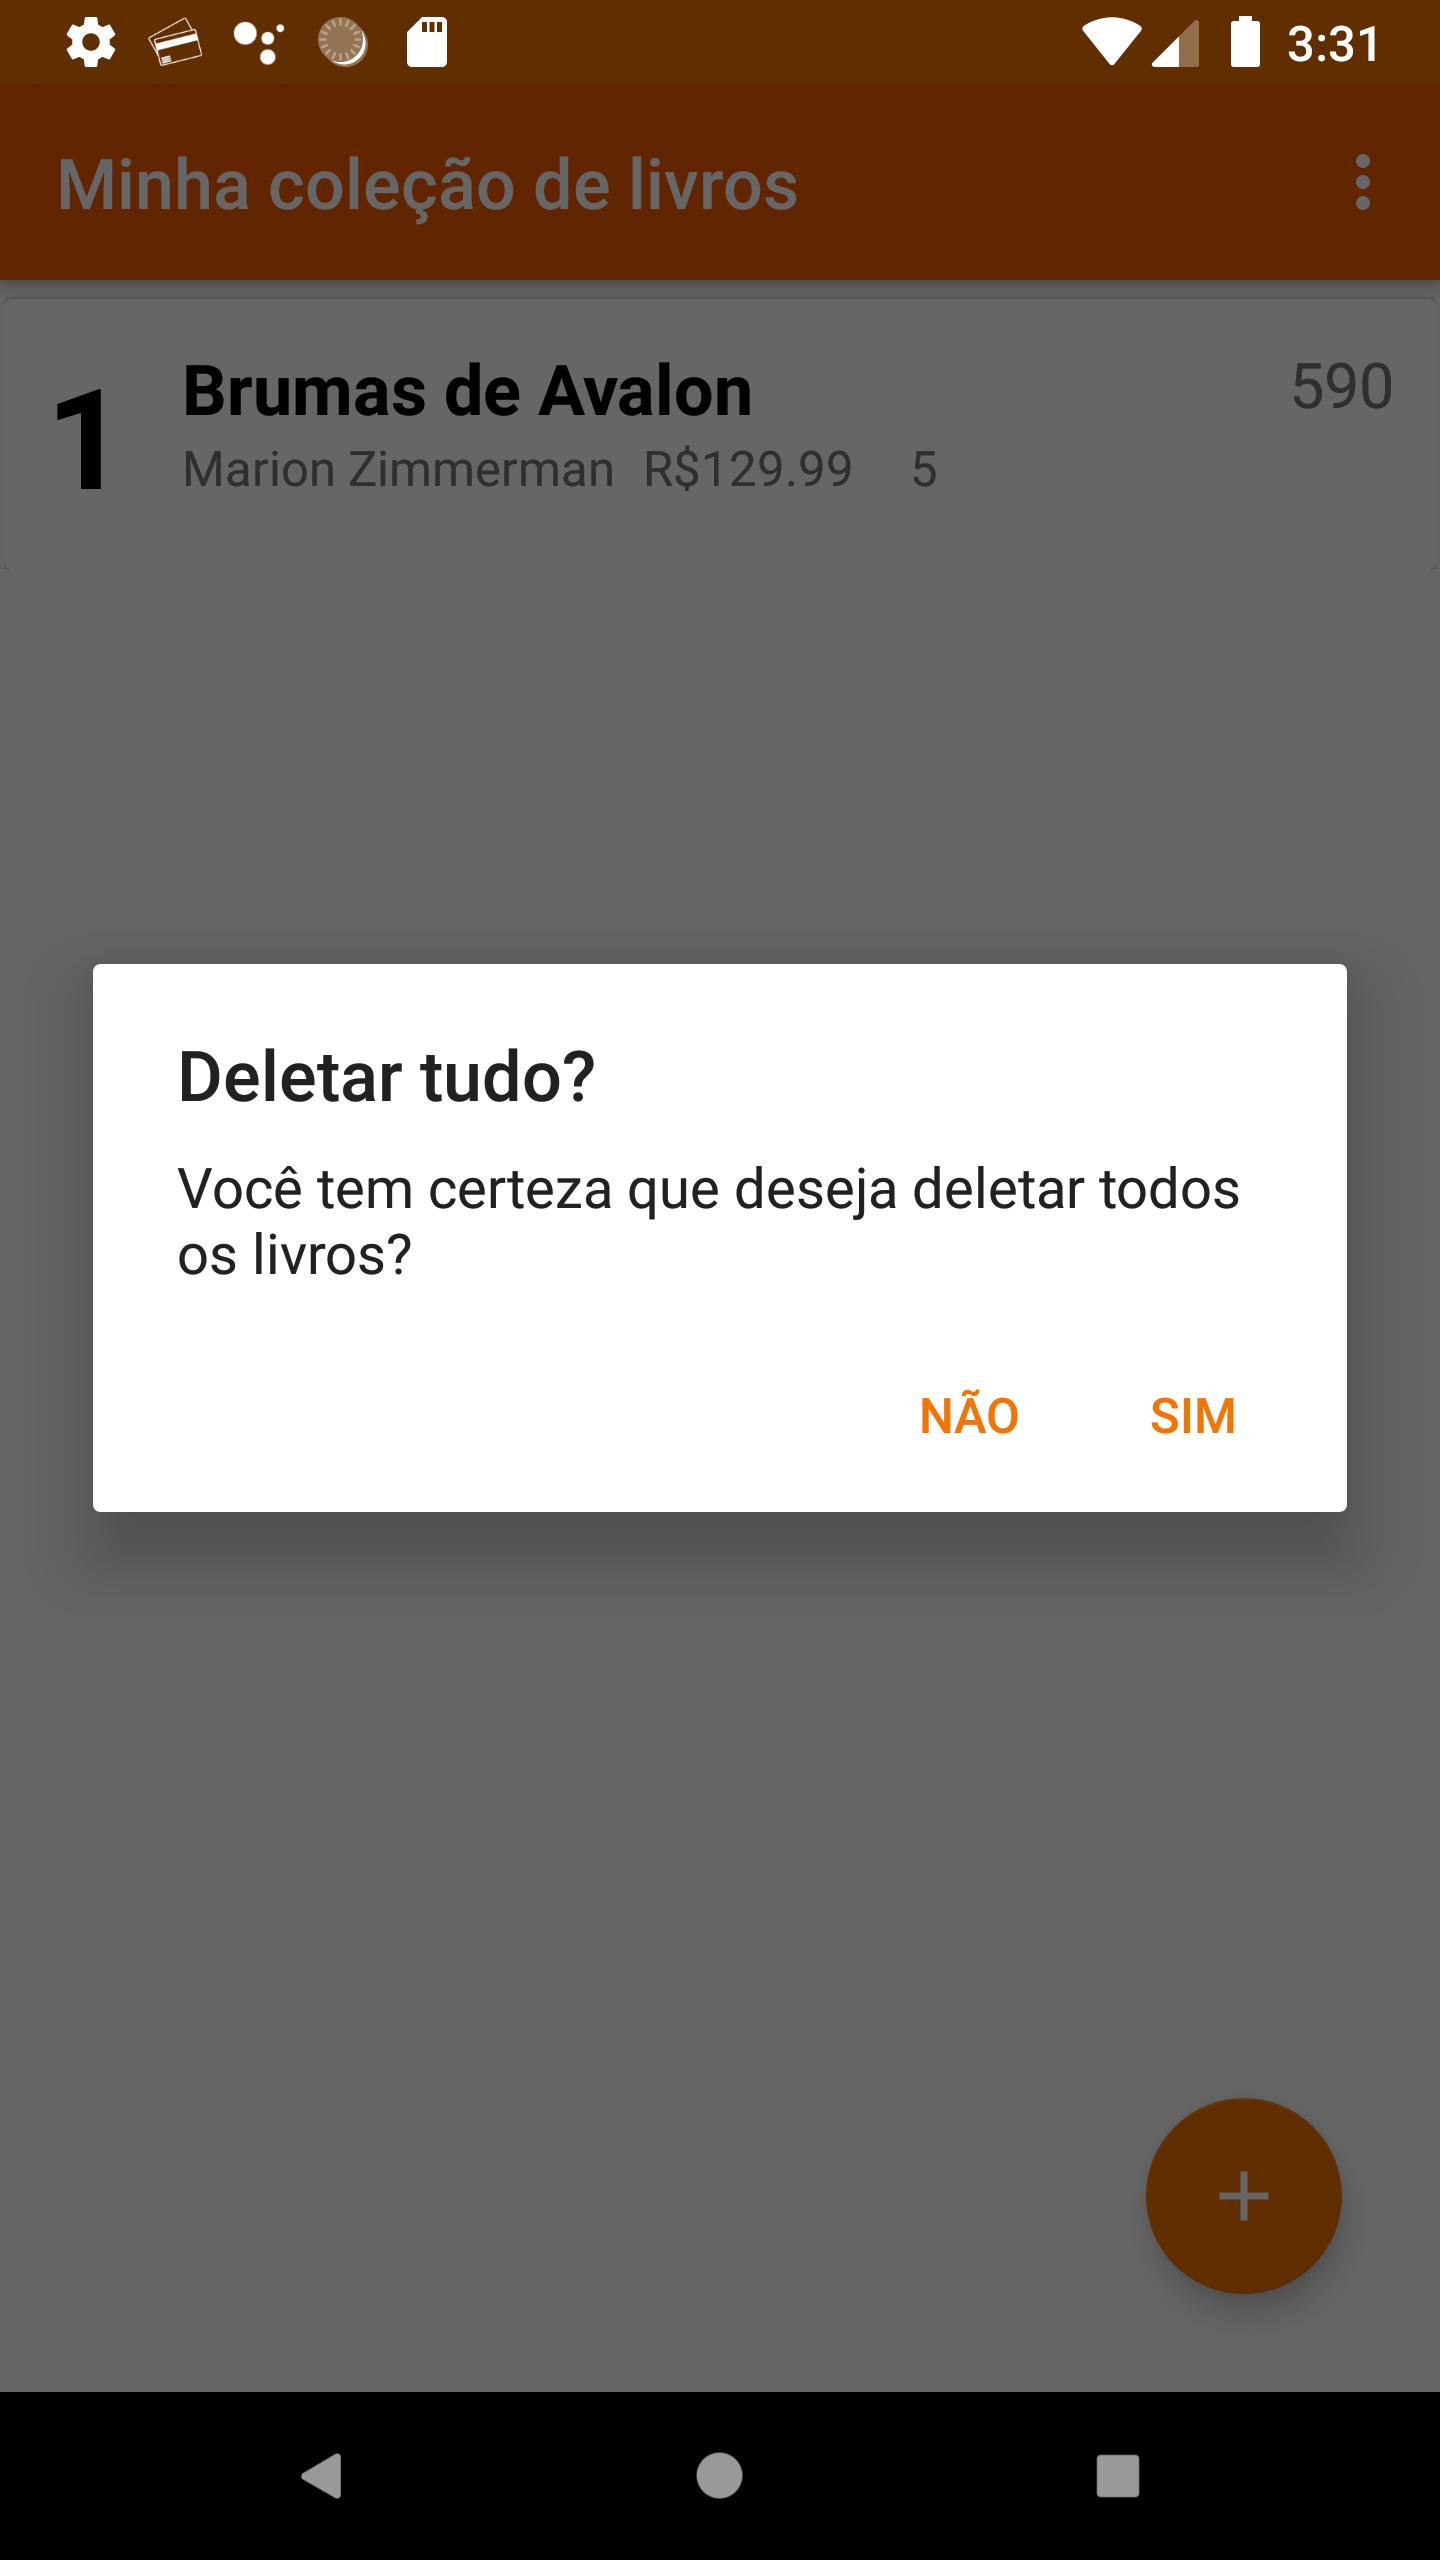 3:31
Minha coleção de livros
1
Brumas de Avalon
590
Marion Zimmerman R$129.99 5
Deletar tudo?
Você tem certeza que deseja deletar todos
os livros?
NÃO SIM